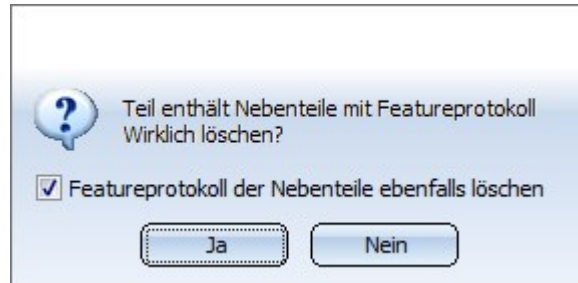 Teil enthält Nebenteile mit Featureprotokoll
Wirklich löschen?
Featureprotokoll der Nebenteile ebenfalls löschen
Ja
Nein